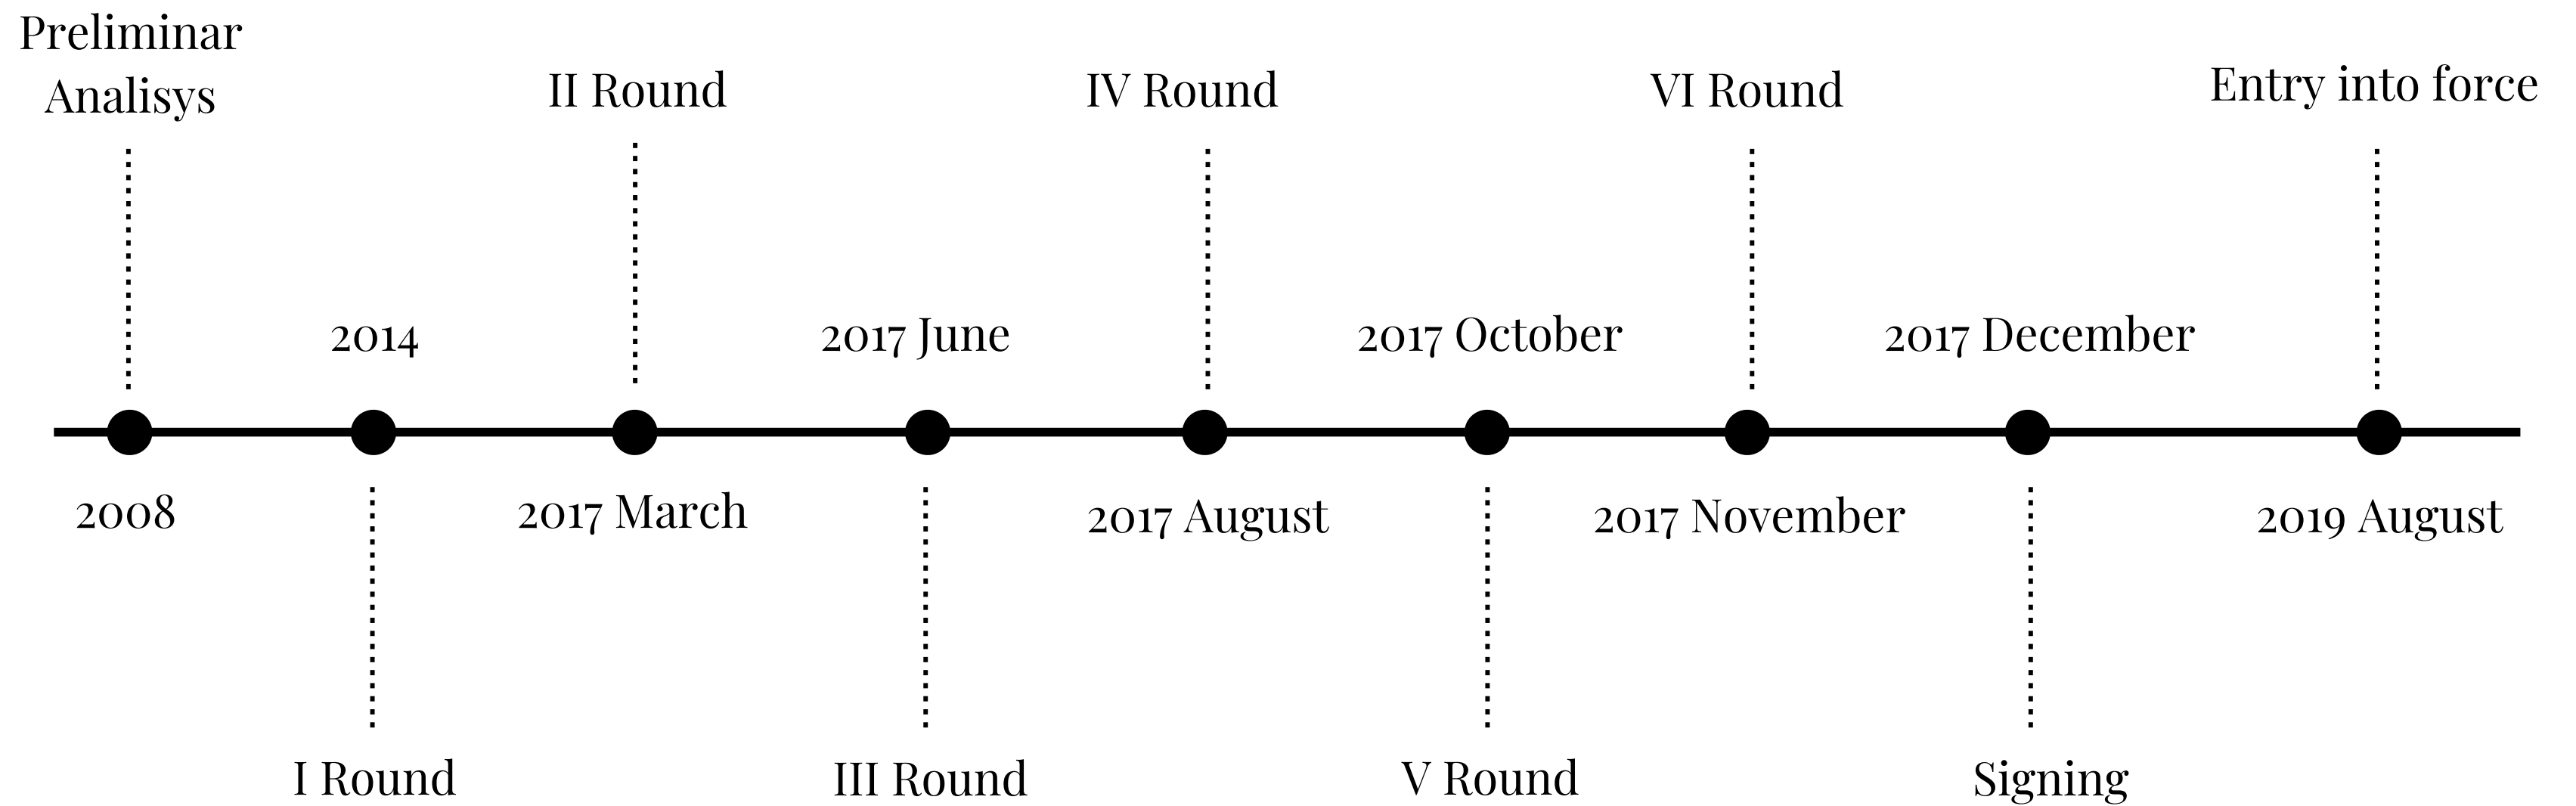 Preliminar
Analisys
II Round
IV Round
VI Round
Entry into force
2014
2017 June
2017 October
2017 December
2008
2017 March
2017 August
2017 November
2019 August
I Round
III Round
V Round
Signing